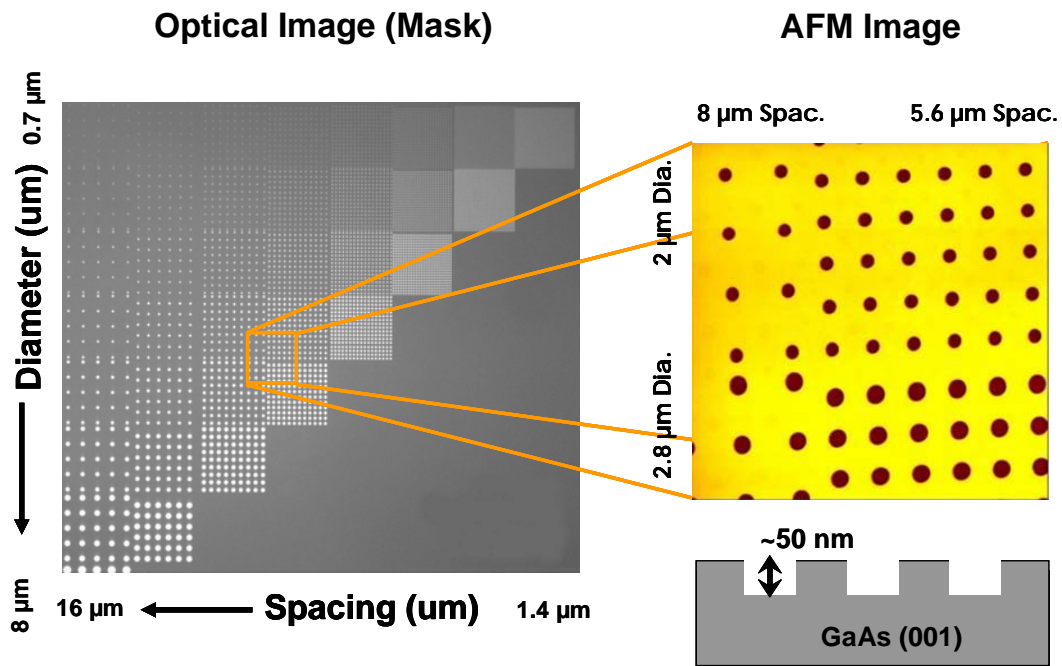 Optical Image (Mask)
AFM Image
0.7 µm
Diameter (um)
8 µm
16 µm
Spacing (um)
1.4 µm
8 µm Spac.
5.6 µm Spac.
2 µm Dia.
2.8 µm Dia.
~50 nm
GaAs (001)